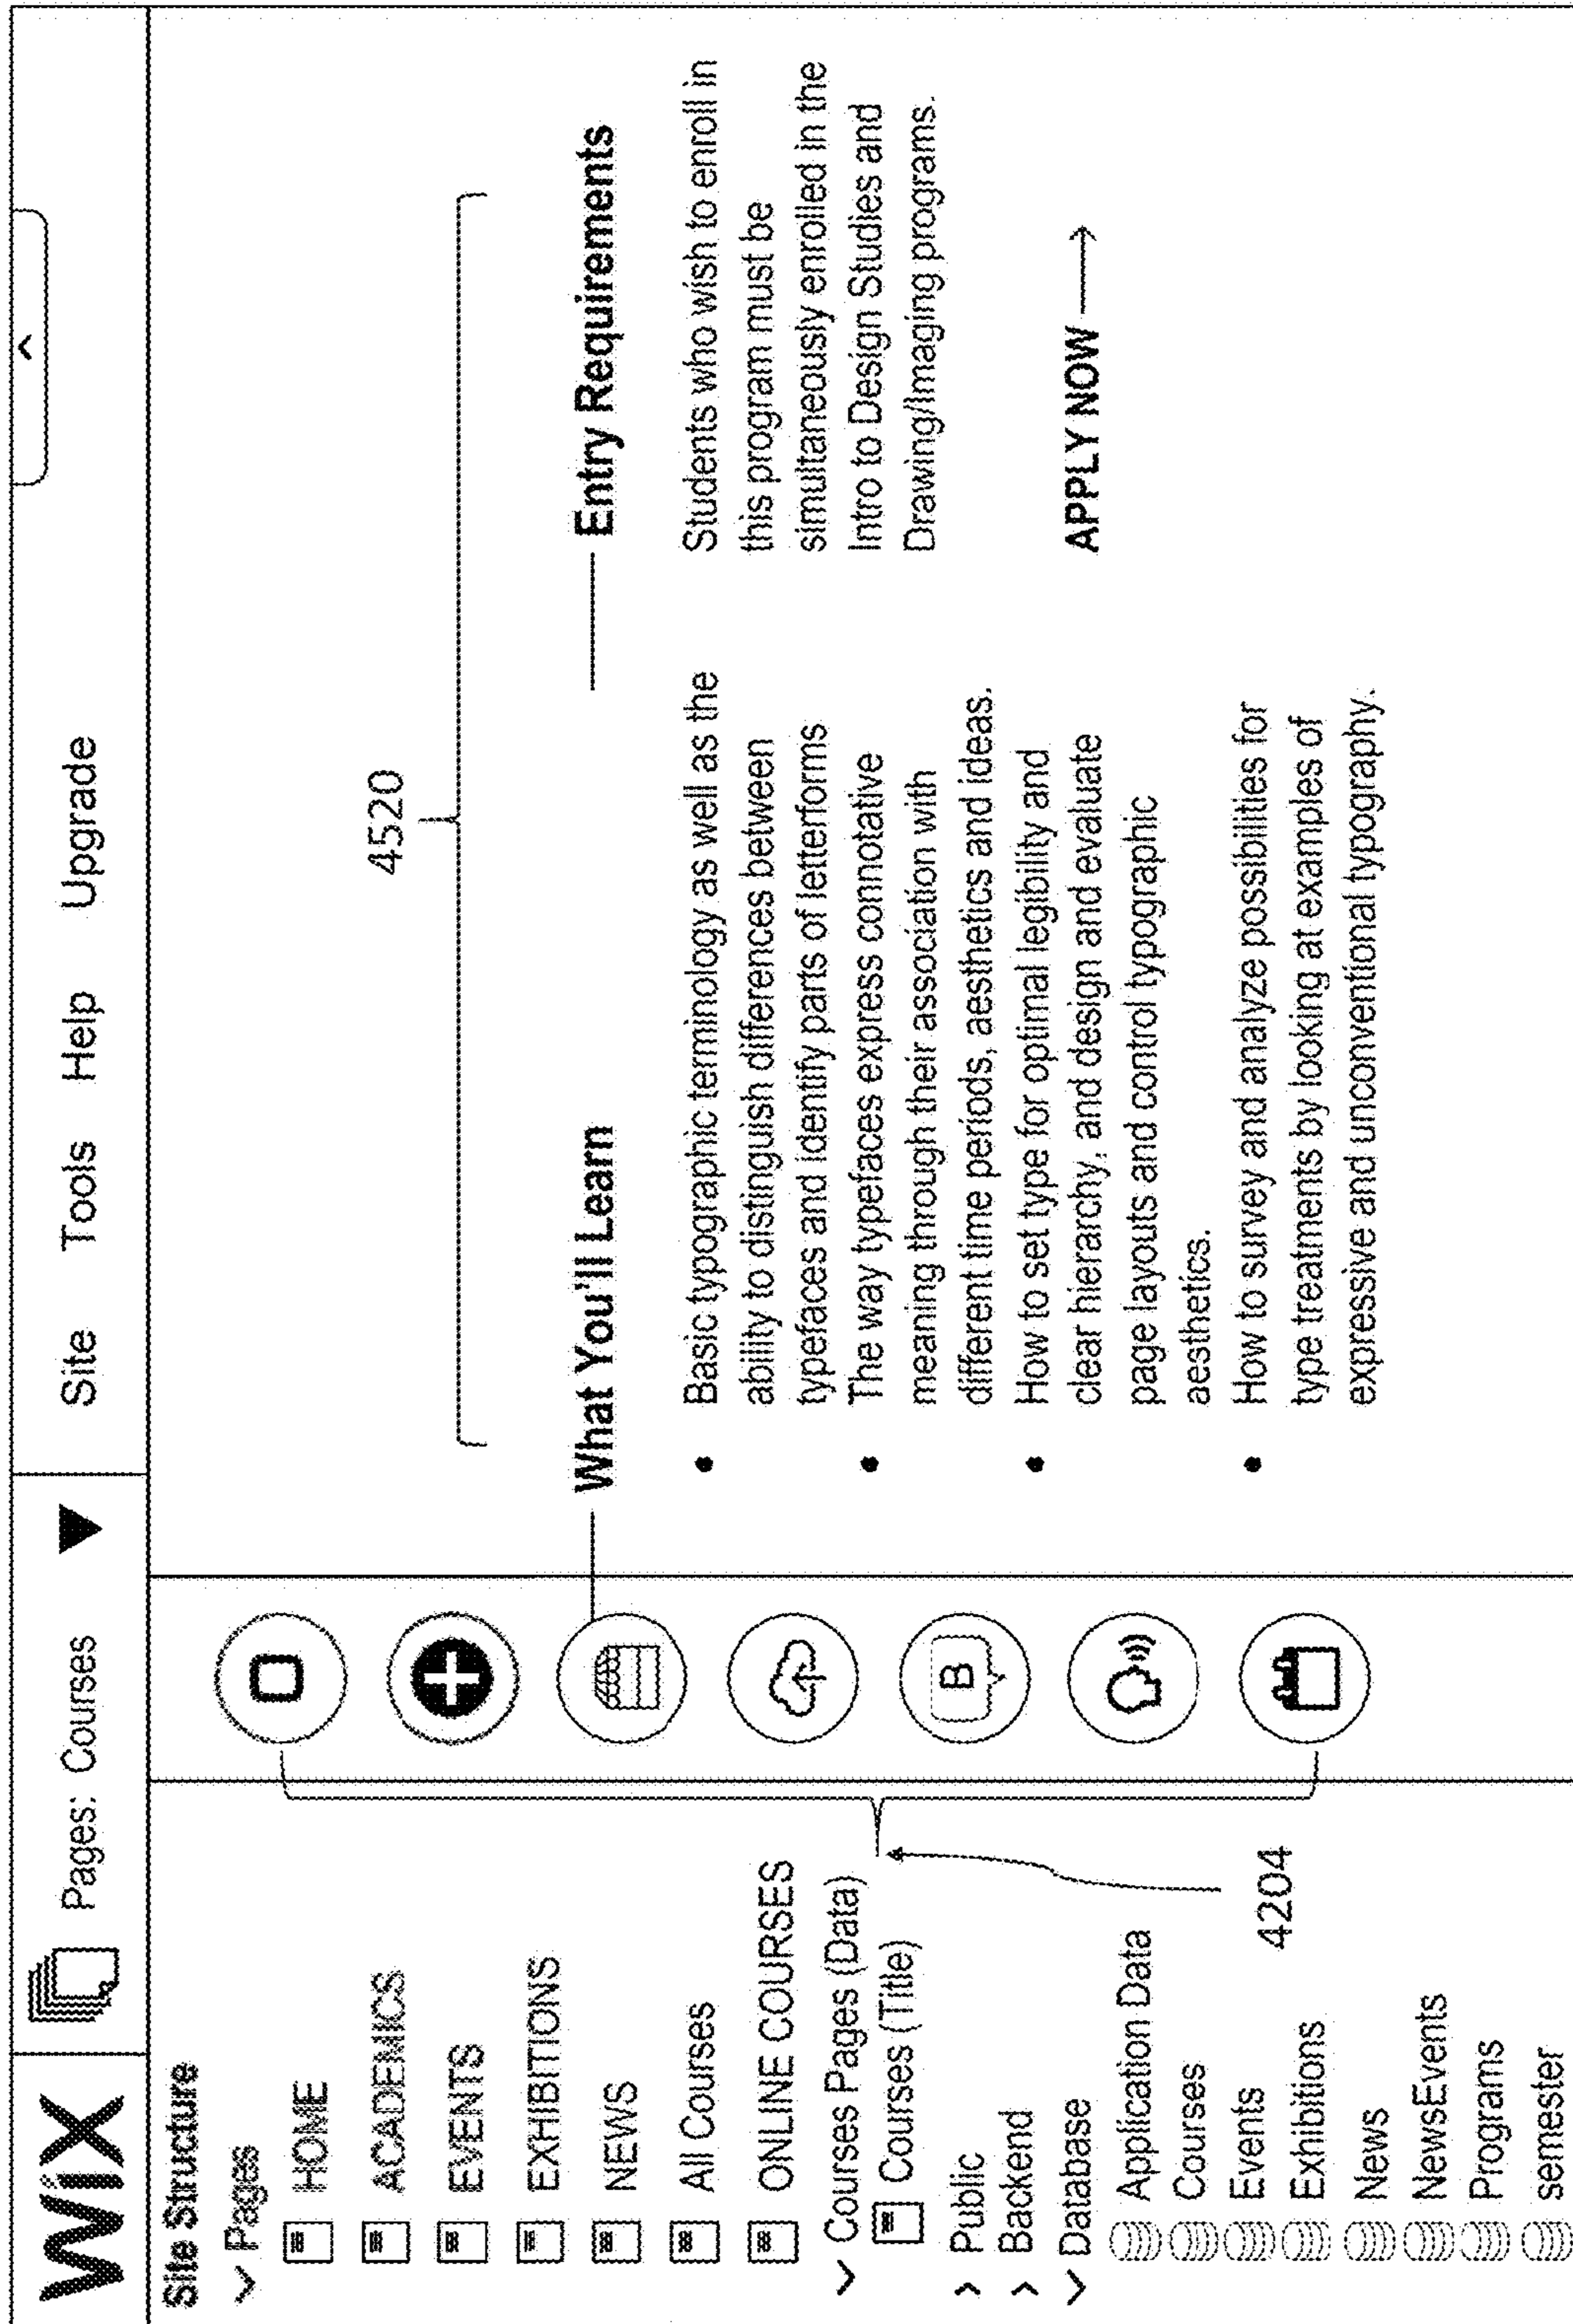 WiX
Pages: Courses
Site Tools Help Upgrade
Site Structure
Pages
HOME
ACADEMICS
EVENTS
EXHIBITIONS
NEWS
All Courses
ONLINE COURSES
Courses Pages (Data)
Courses (Title)
Public
Backend
Database
Application Data
Courses
Events
Exhibitions
News
NewsEvents
Programs
semester
4204
B
4520
What You'll Learn
• Basic typographic terminology as well as the
ability to distinguish differences between
typefaces and identify parts of letterforms
• The way typefaces express connotative
meaning through their association with
different time periods, aesthetics and ideas.
• How to set type for optimal legibility and
clear hierarchy, and design and evaluate
page layouts and control typographic
aesthetics.
• How to survey and analyze possibilities for
type treatments by looking at examples of
expressive and unconventional typography.
Entry Requirements
Students who wish to enroll in
this program must be
simultaneously enrolled in the
Intro to Design Studies and
Drawing/Imaging programs.
APPLY NOW